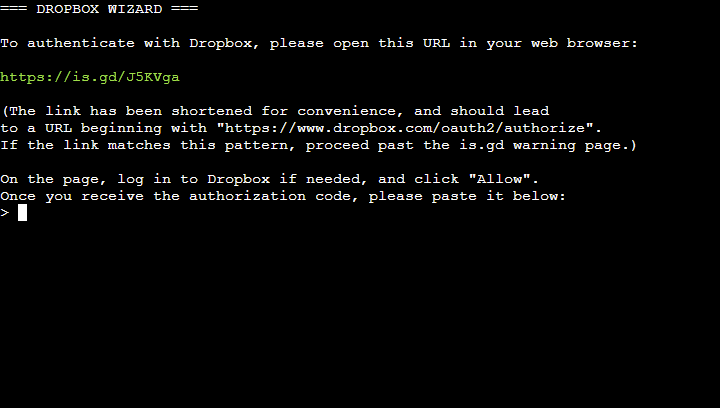 === DROPBOX WIZARD ===
To authenticate with Dropbox, please open this URL in your web browser:
https://is.gd/J5KVga
(The link has been shortened for convenience, and should lead
to a URL beginning with "https://www.dropbox.com/oauth2/authorize".
If the link matches this pattern, proceed past the is.gd warning page.)
On the page, log in to Dropbox if needed, and click "Allow".
Once you receive the authorization code, please paste it below:
>